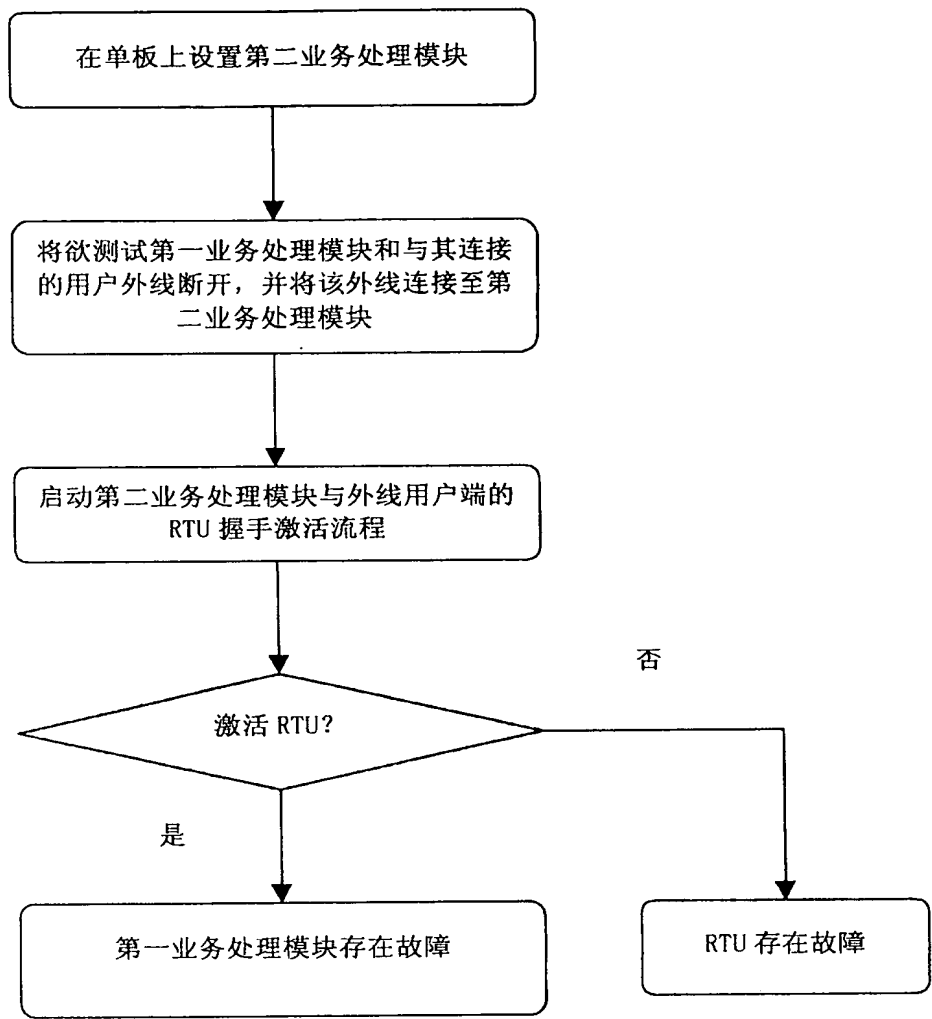 在单板上设置第二业务处理模块
将欲测试第一业务处理模块和与其连接
的用户外线断开，并将该外线连接至第
二业务处理模块
启动第二业务处理模块与外线用户端的
RTU 握手激活流程
否
激活 RTU？
是
第一业务处理模块存在故障
RTU 存在故障